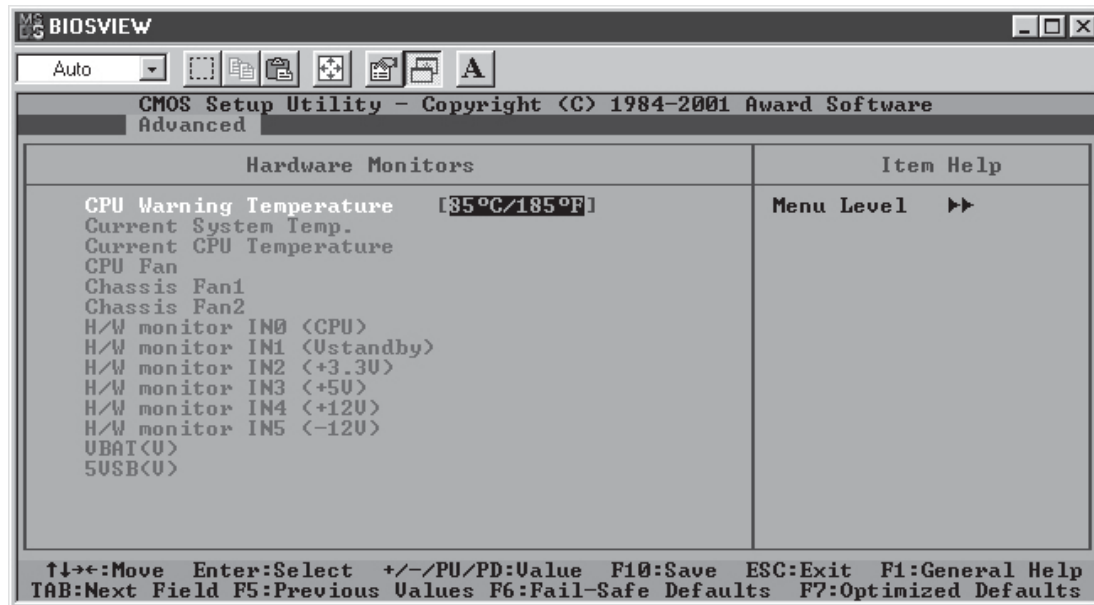 MS DS BIOSVIEW
Auto
A
CMOS Setup Utility - Copyright (C) 1984-2001 Award Software
Advanced
Hardware Monitors
Item Help
CPU Warning Temperature [85ºC/185ºF]
Menu Level ►►
Current System Temp.
Current CPU Temperature
CPU Fan
Chassis Fan1
Chassis Fan2
H/W monitor IN0 (CPU)
H/W monitor IN1 (Vstandby)
H/W monitor IN2 (+3.3V)
H/W monitor IN3 (+5V)
H/W monitor IN4 (+12V)
H/W monitor IN5 (-12V)
VBAT(V)
5VSB(V)
↑↓→←:Move Enter:Select +/-/PU/PD:Value F10:Save ESC:Exit F1:General Help
TAB:Next Field F5:Previous Values F6:Fail-Safe Defaults F7:Optimized Defaults